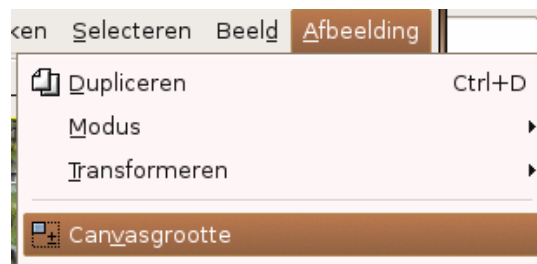 ken Selecteren Beeld Afbeelding
Dupliceren Ctrl+D
Modus
Transformeren
Canvasgrootte